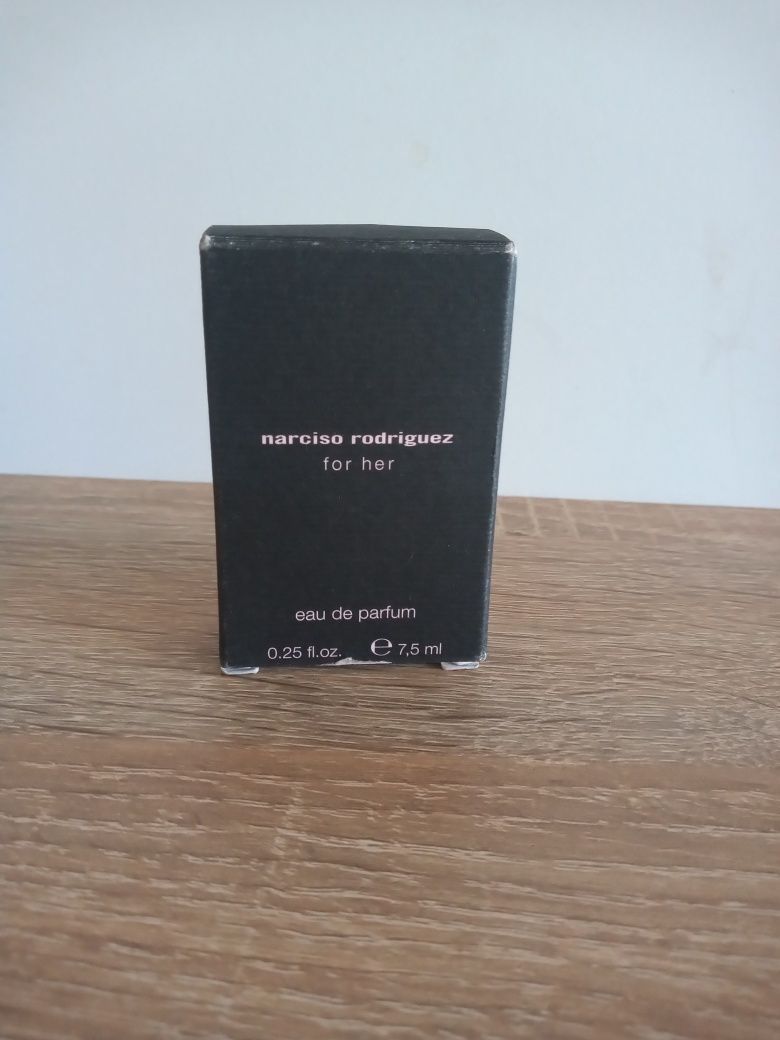 narciso rodriguez
for her
eau de parfum
0.25 fl.oz. ℮ 7,5 ml